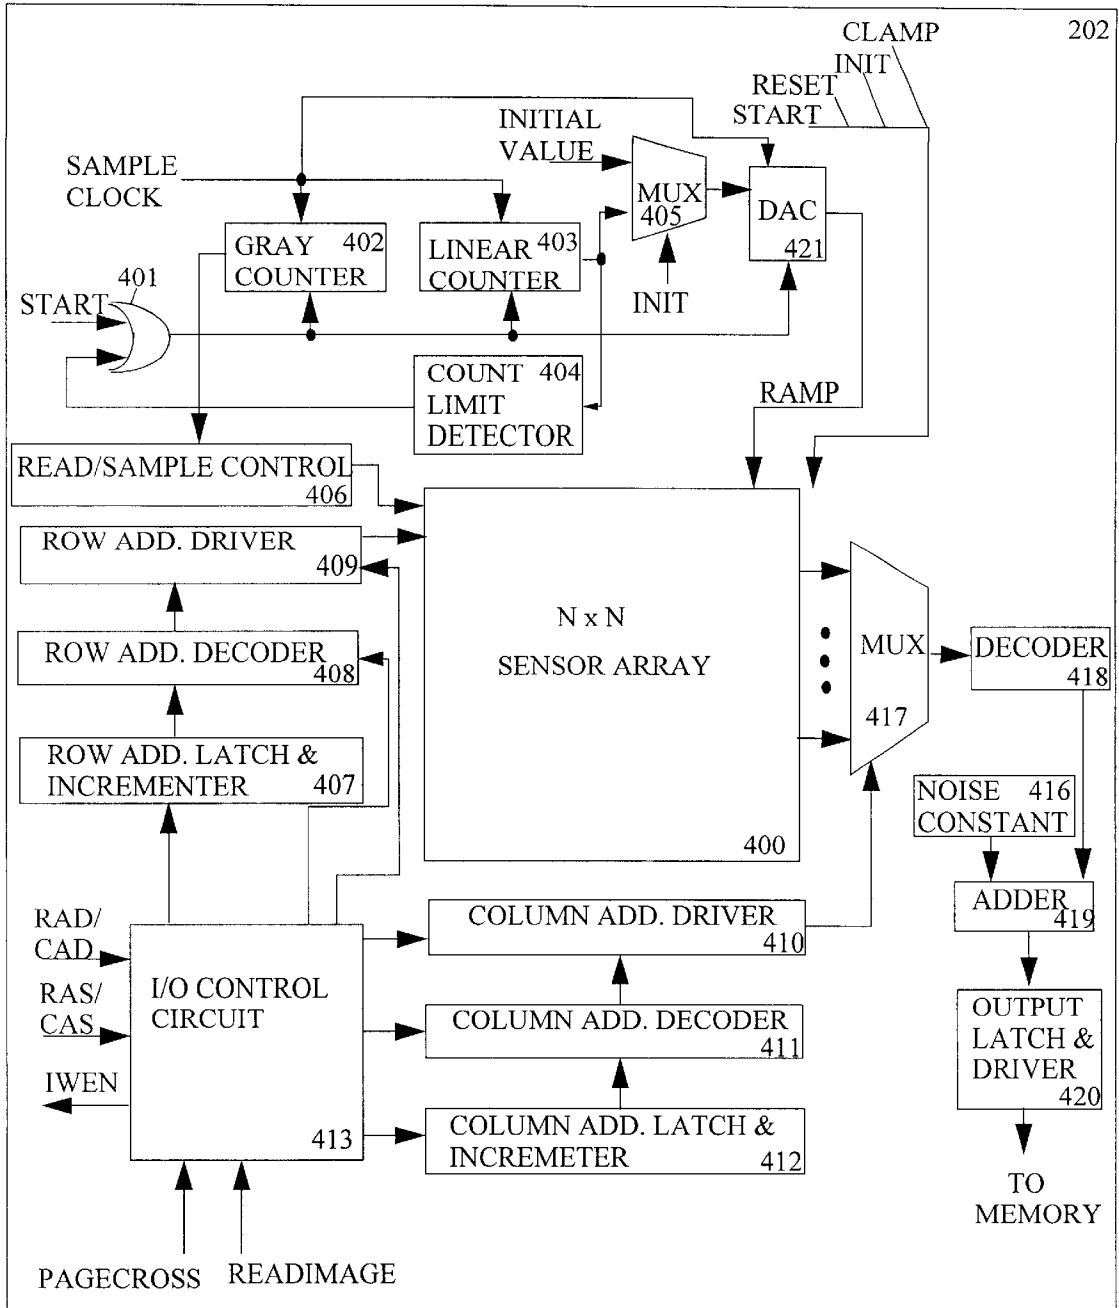 202
CLAMP
INIT
RESET
START
INITIAL
VALUE
SAMPLE
CLOCK
MUX
405
DAC
421
GRAY 402
COUNTER
LINEAR 403
COUNTER
401
START
INIT
COUNT 404
LIMIT
DETECTOR
RAMP
READ/SAMPLE CONTROL
406
ROW ADD. DRIVER
409
N x N
SENSOR ARRAY
400
ROW ADD. DECODER
408
MUX
417
DECODER
418
ROW ADD. LATCH &
INCREMENTER 407
NOISE 416
CONSTANT
ADDER
419
RAD/
CAD
RAS/
CAS
IWEN
I/O CONTROL
CIRCUIT
413
COLUMN ADD. DRIVER
410
COLUMN ADD. DECODER
411
COLUMN ADD. LATCH &
INCREMETER 412
OUTPUT
LATCH &
DRIVER
420
TO
MEMORY
PAGECROSS READIMAGE